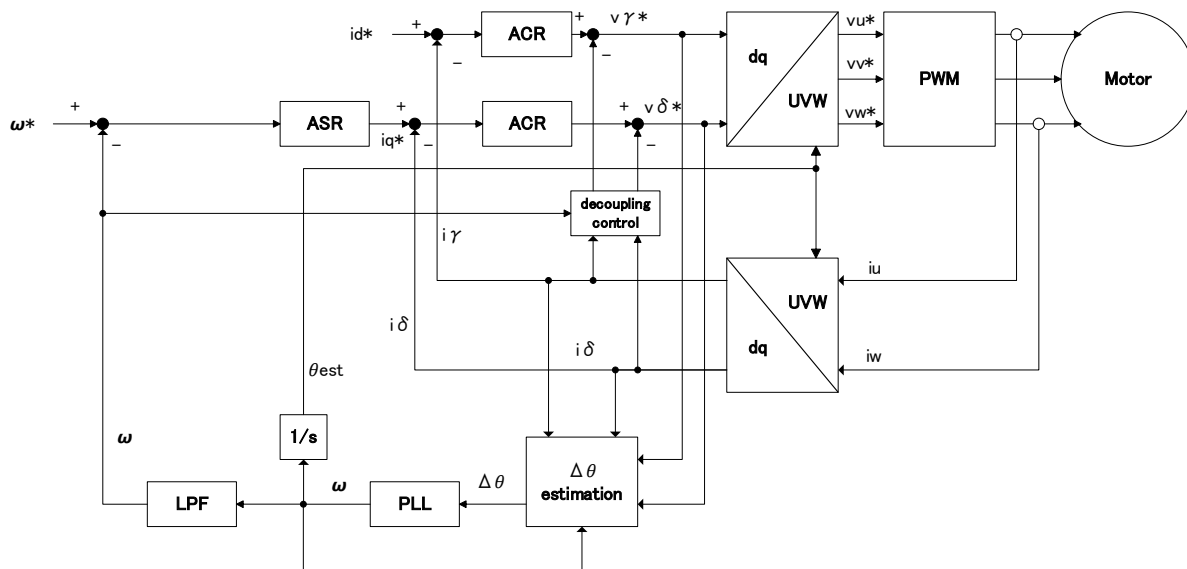 id*
+
−
ACR
+
−
vγ*
dq
UVW
vu*
vv*
vw*
PWM
Motor
ω*
+
−
ASR
+
iq*
−
ACR
+
−
vδ*
decoupling
control
iγ
iδ
iδ
UVW
dq
iu
iw
θest
1/s
ω
LPF
ω
PLL
Δθ
Δθ
estimation